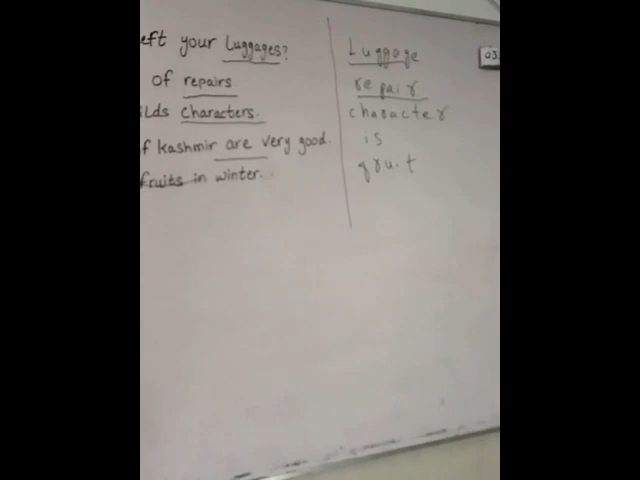 eft your Luggages?
of repairs
ilds characters.
f kashmir are very good.
fruits in winter.
Luggage
repair
character
is
fruit
03